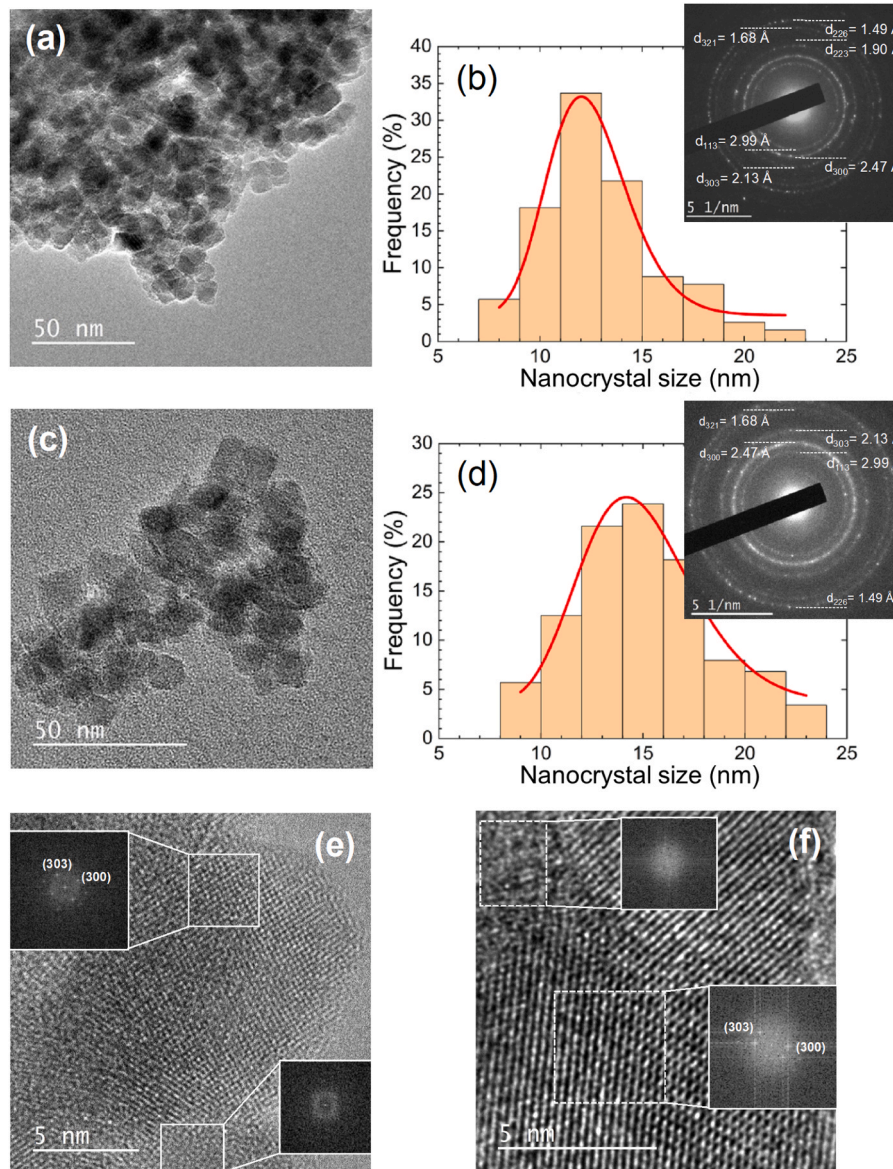 (a)
50 nm
(b)
Frequency (%)
40
35
30
25
20
15
10
5
0
5
10
15
20
25
Nanocrystal size (nm)
d321= 1.68 Å
d226= 1.49 Å
d223= 1.90 Å
d113= 2.99 Å
d300= 2.47 Å
d303= 2.13 Å
5 1/nm
(c)
50 nm
(d)
Frequency (%)
30
25
20
15
10
5
0
5
10
15
20
25
Nanocrystal size (nm)
d321= 1.68 Å
d303= 2.13
d300= 2.47 Å
d113= 2.99
d226= 1.49 Å
5 1/nm
(e)
(303)
(300)
5 nm
(f)
(303)
(300)
5 nm